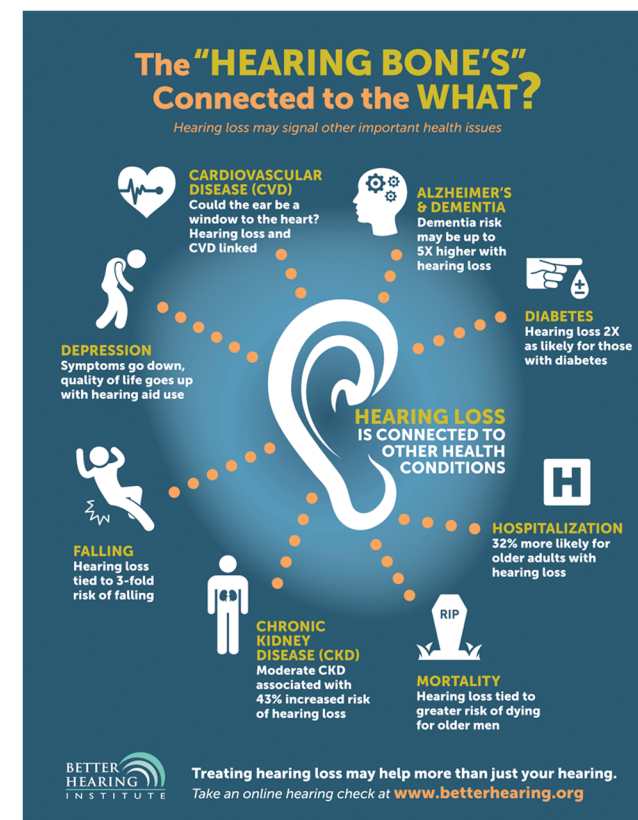 The “HEARING BONE’S”
Connected to the WHAT?
Hearing loss may signal other important health issues
CARDIOVASCULAR
DISEASE (CVD)
Could the ear be a
window to the heart?
Hearing loss and
CVD linked
ALZHEIMER’S
& DEMENTIA
Dementia risk
may be up to
5X higher with
hearing loss
DIABETES
Hearing loss 2X
as likely for those
with diabetes
DEPRESSION
Symptoms go down,
quality of life goes up
with hearing aid use
HEARING LOSS
IS CONNECTED TO
OTHER HEALTH
CONDITIONS
H
HOSPITALIZATION
32% more likely for
older adults with
hearing loss
FALLING
Hearing loss
tied to 3-fold
risk of falling
CHRONIC
KIDNEY
DISEASE (CKD)
Moderate CKD
associated with
43% increased risk
of hearing loss
RIP
MORTALITY
Hearing loss tied to
greater risk of dying
for older men
BETTER
HEARING
INSTITUTE
Treating hearing loss may help more than just your hearing.
Take an online hearing check at www.betterhearing.org